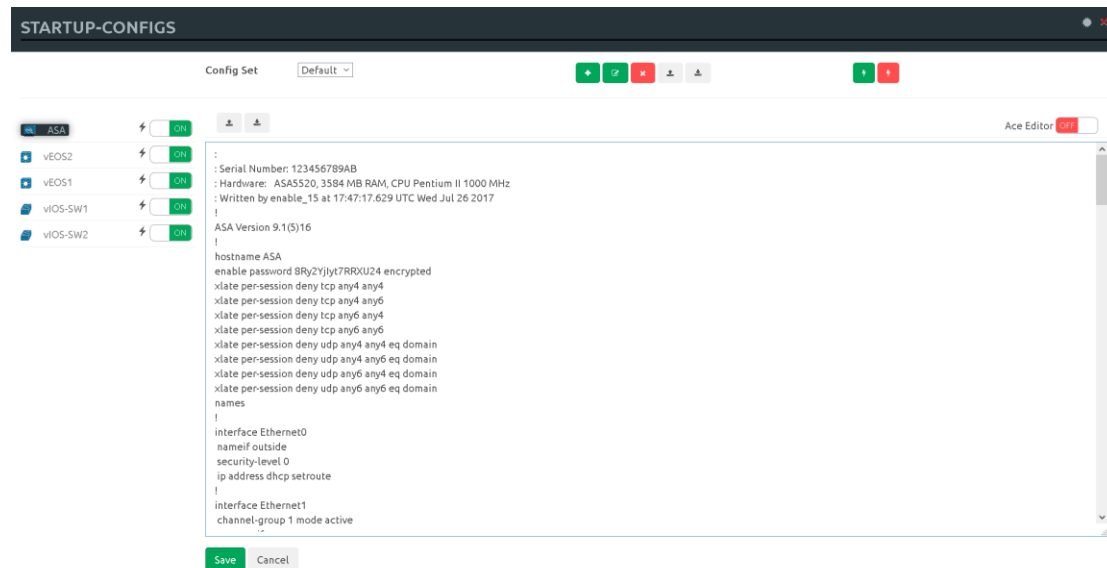 STARTUP-CONFIGS
Config Set Default
ASA ON
vEOS2 ON
vEOS1 ON
vIOS-SW1 ON
vIOS-SW2 ON
Ace Editor OFF
:
: Serial Number: 123456789AB
: Hardware: ASA5520, 3584 MB RAM, CPU Pentium II 1000 MHz
: Written by enable_15 at 17:47:17.629 UTC Wed Jul 26 2017
!
ASA Version 9.1(5)16
!
hostname ASA
enable password 8Ry2YjIyt7RRXU24 encrypted
xlate per-session deny tcp any4 any4
xlate per-session deny tcp any4 any6
xlate per-session deny tcp any6 any4
xlate per-session deny tcp any6 any6
xlate per-session deny udp any4 any4 eq domain
xlate per-session deny udp any4 any6 eq domain
xlate per-session deny udp any6 any4 eq domain
xlate per-session deny udp any6 any6 eq domain
names
!
interface Ethernet0
nameif outside
security-level 0
ip address dhcp setroute
!
interface Ethernet1
channel-group 1 mode active
Save Cancel